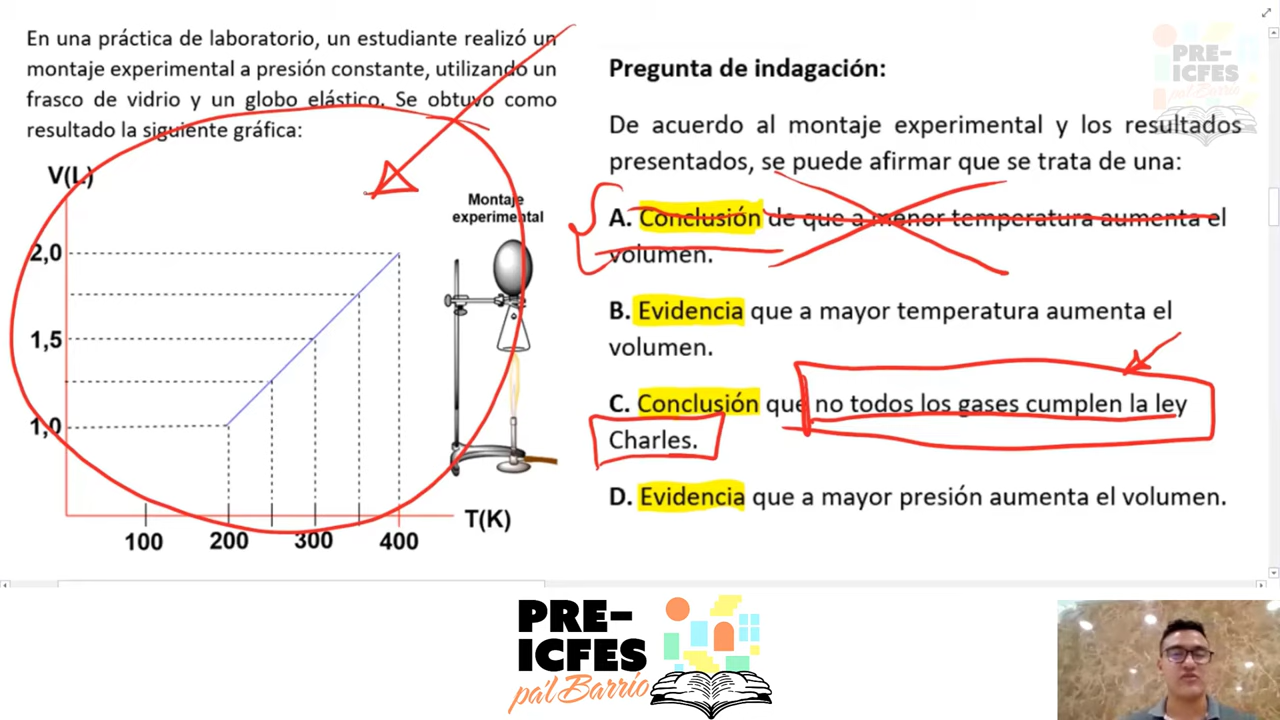 En una práctica de laboratorio, un estudiante realizó un
montaje experimental a presión constante, utilizando un
frasco de vidrio y un globo elástico. Se obtuvo como
resultado la siguiente gráfica:
V(L)
Montaje
experimental
2,0
1,5
1,0
T(K)
100 200 300 400
PRE-
ICFES
pa'l Barrio
Pregunta de indagación:
De acuerdo al montaje experimental y los resultados
presentados, se puede afirmar que se trata de una:
A. Conclusión de que a menor temperatura aumenta el
volumen.
B. Evidencia que a mayor temperatura aumenta el
volumen.
C. Conclusión que no todos los gases cumplen la ley
Charles.
D. Evidencia que a mayor presión aumenta el volumen.
PRE-
ICFES
pa'l Barrio